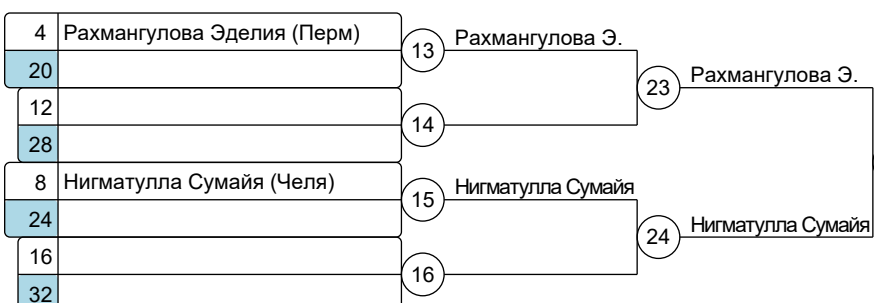 4 Рахмангулова Эделия (Перм)
13 Рахмангулова Э.
20
23 Рахмангулова Э.
12
14
28
8 Нигматулла Сумайя (Челя)
15 Нигматулла Сумайя
24
24 Нигматулла Сумайя
16
16
32